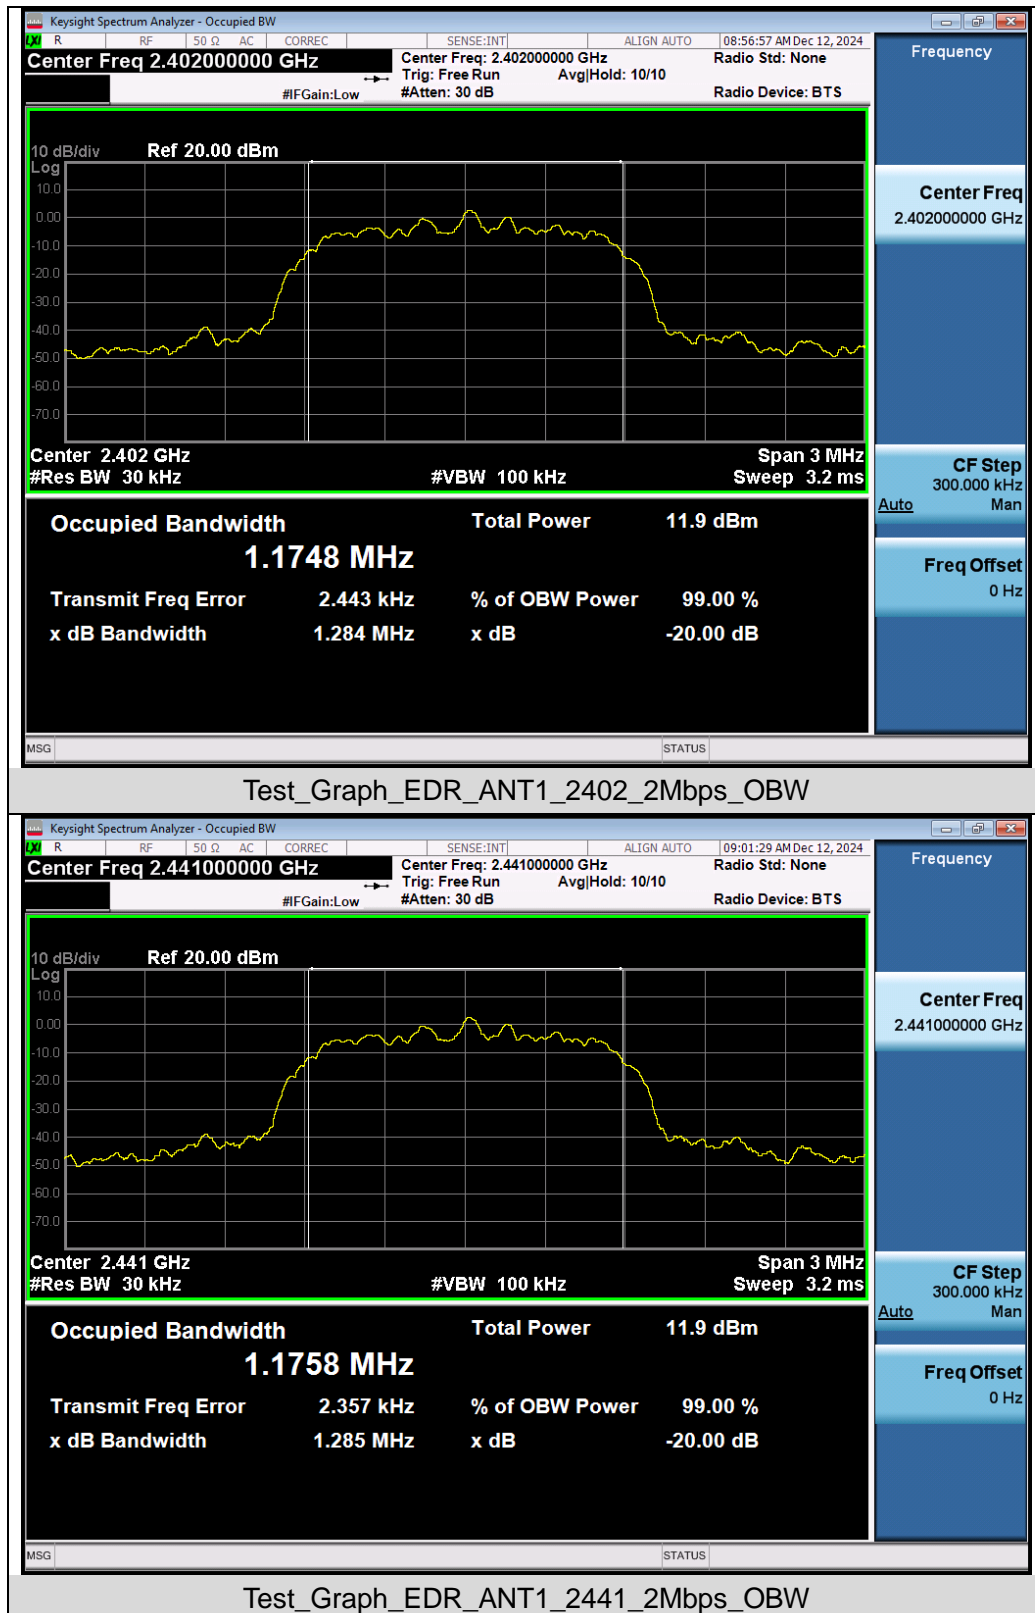 Keysight Spectrum Analyzer - Occupied BW
LXI R RF 50 Ω AC CORREC SENSE:INT ALIGN AUTO 08:56:57 AM Dec 12, 2024
Center Freq 2.402000000 GHz
Center Freq: 2.402000000 GHz
Radio Std: None
Trig: Free Run Avg|Hold: 10/10
#IFGain:Low
#Atten: 30 dB
Radio Device: BTS
Frequency
10 dB/div Ref 20.00 dBm
Log
10.0
0.00
-10.0
-20.0
-30.0
-40.0
-50.0
-60.0
-70.0
Center Freq
2.402000000 GHz
Center 2.402 GHz Span 3 MHz
#Res BW 30 kHz #VBW 100 kHz Sweep 3.2 ms
CF Step
300.000 kHz
Auto Man
Occupied Bandwidth Total Power 11.9 dBm
1.1748 MHz
Transmit Freq Error 2.443 kHz % of OBW Power 99.00 %
x dB Bandwidth 1.284 MHz x dB -20.00 dB
Freq Offset
0 Hz
MSG STATUS
Test_Graph_EDR_ANT1_2402_2Mbps_OBW
Keysight Spectrum Analyzer - Occupied BW
LXI R RF 50 Ω AC CORREC SENSE:INT ALIGN AUTO 09:01:29 AM Dec 12, 2024
Center Freq 2.441000000 GHz
Center Freq: 2.441000000 GHz
Radio Std: None
Trig: Free Run Avg|Hold: 10/10
#IFGain:Low
#Atten: 30 dB
Radio Device: BTS
Frequency
10 dB/div Ref 20.00 dBm
Log
10.0
0.00
-10.0
-20.0
-30.0
-40.0
-50.0
-60.0
-70.0
Center Freq
2.441000000 GHz
Center 2.441 GHz Span 3 MHz
#Res BW 30 kHz #VBW 100 kHz Sweep 3.2 ms
CF Step
300.000 kHz
Auto Man
Occupied Bandwidth Total Power 11.9 dBm
1.1758 MHz
Transmit Freq Error 2.357 kHz % of OBW Power 99.00 %
x dB Bandwidth 1.285 MHz x dB -20.00 dB
Freq Offset
0 Hz
MSG STATUS
Test_Graph_EDR_ANT1_2441_2Mbps_OBW